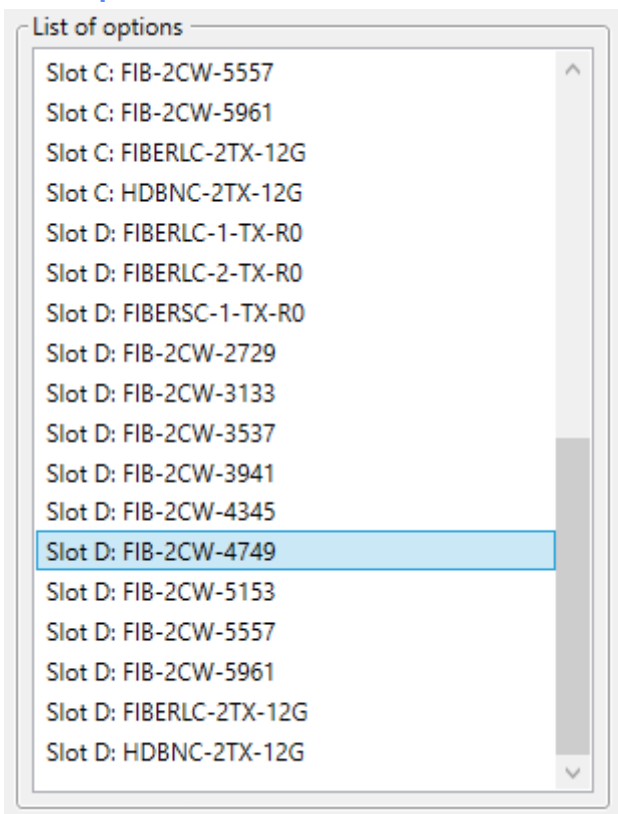 List of options
Slot C: FIB-2CW-5557
Slot C: FIB-2CW-5961
Slot C: FIBERLC-2TX-12G
Slot C: HDBNC-2TX-12G
Slot D: FIBERLC-1-TX-R0
Slot D: FIBERLC-2-TX-R0
Slot D: FIBERSC-1-TX-R0
Slot D: FIB-2CW-2729
Slot D: FIB-2CW-3133
Slot D: FIB-2CW-3537
Slot D: FIB-2CW-3941
Slot D: FIB-2CW-4345
Slot D: FIB-2CW-4749
Slot D: FIB-2CW-5153
Slot D: FIB-2CW-5557
Slot D: FIB-2CW-5961
Slot D: FIBERLC-2TX-12G
Slot D: HDBNC-2TX-12G